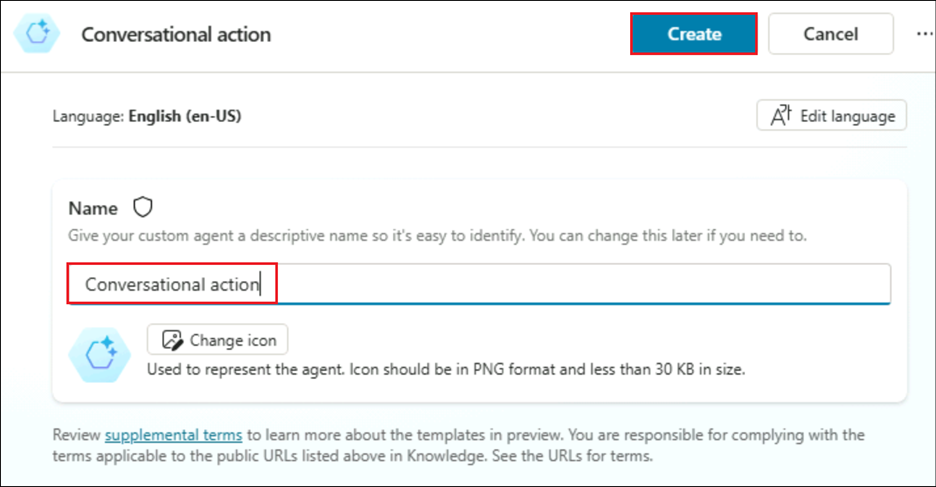 Conversational action
Create
Cancel
...
Language: English (en-US)
Edit language
Name
Give your custom agent a descriptive name so it's easy to identify. You can change this later if you need to.
Conversational action
Change icon
Used to represent the agent. Icon should be in PNG format and less than 30 KB in size.
Review supplemental terms to learn more about the templates in preview. You are responsible for complying with the
terms applicable to the public URLs listed above in Knowledge. See the URLs for terms.